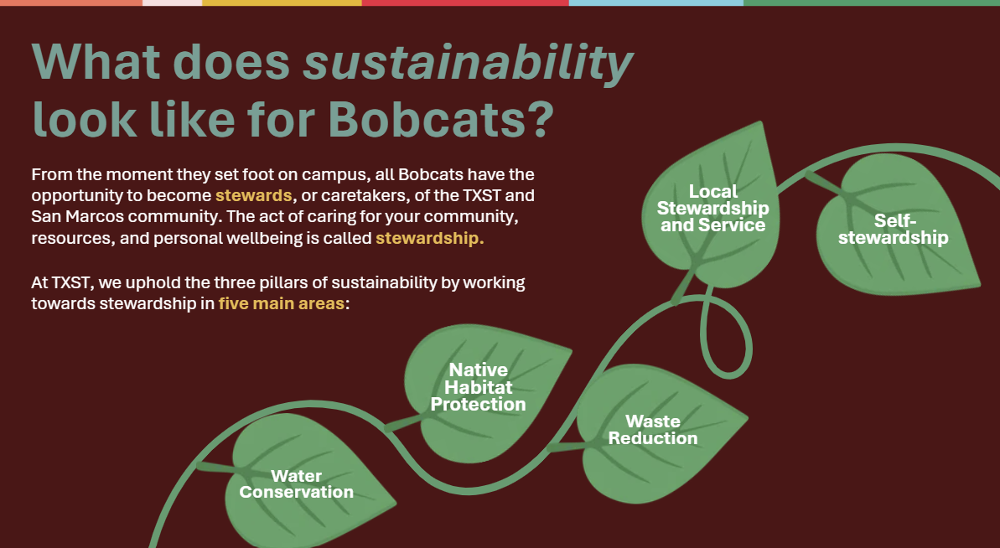 What does sustainability
look like for Bobcats?
From the moment they set foot on campus, all Bobcats have the
opportunity to become stewards, or caretakers, of the TXST and
San Marcos community. The act of caring for your community,
resources, and personal wellbeing is called stewardship.
At TXST, we uphold the three pillars of sustainability by working
towards stewardship in five main areas:
Water
Conservation
Native
Habitat
Protection
Waste
Reduction
Local
Stewardship
and Service
Self-
stewardship